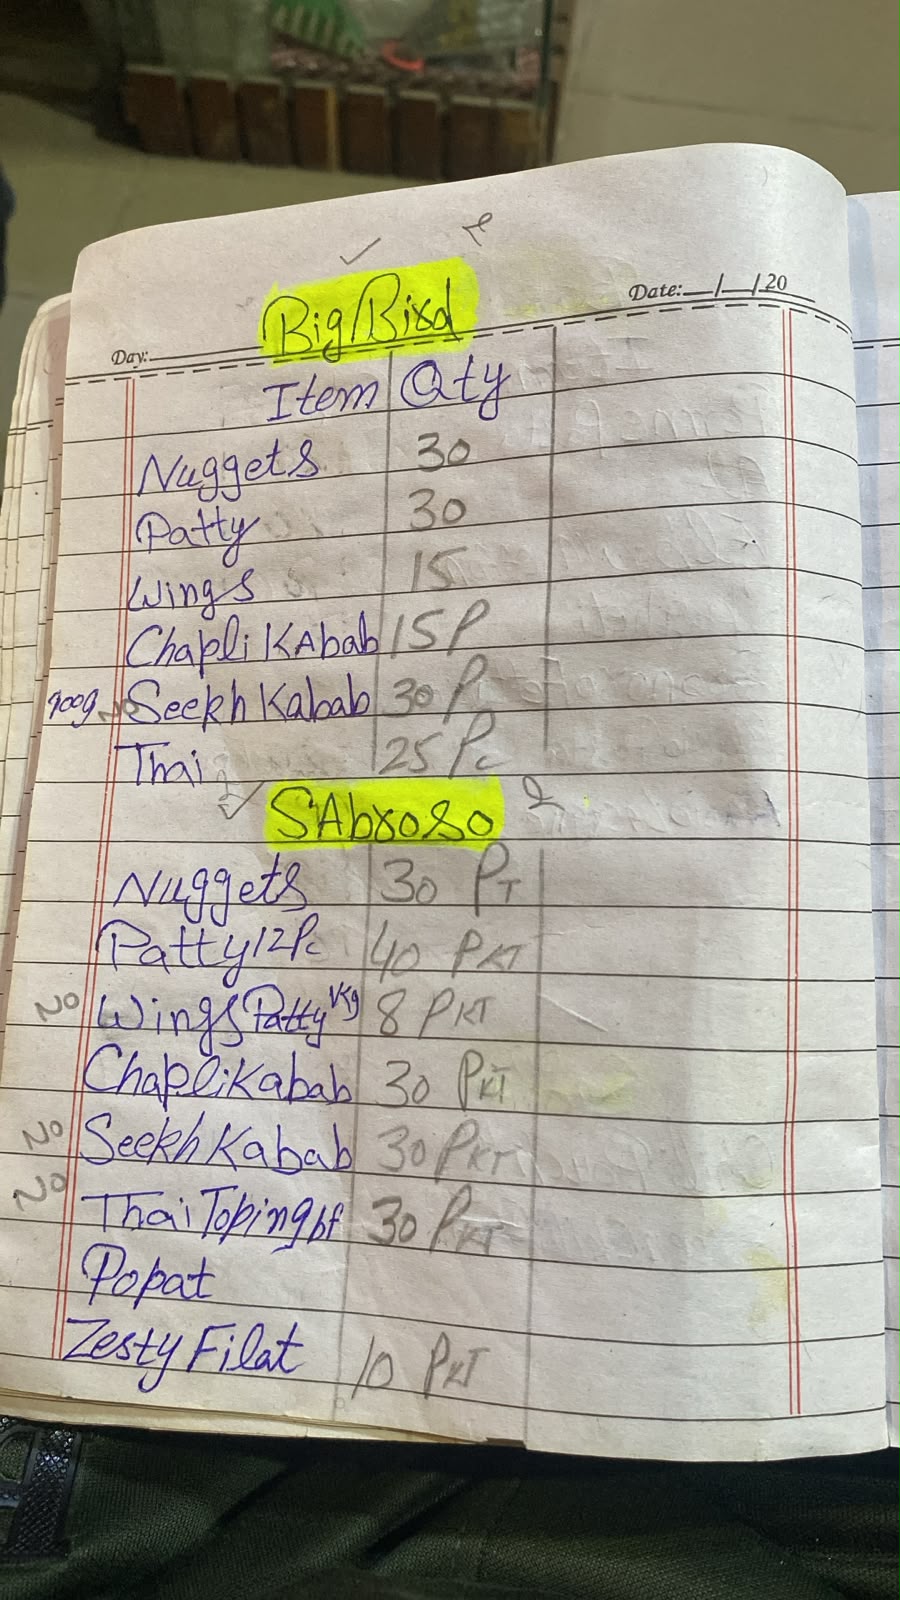 Big Bird
Date:__/__/20
Day:
Item Qty
Nuggets 30
Patty 30
Wings 15
Chapli KAbab 15 P
900g No Seekh Kabab 30 P
Thai 25 Pc
SAbroso
Nuggets 30 PT
Patty 12Pc 40 PKT
No Wings Patty Kg 8 PKT
Chapli Kabab 30 PKT
No Seekh Kabab 30 PKT
No Thai Toping bf 30 PKT
Popat
Zesty Filat 10 PKT